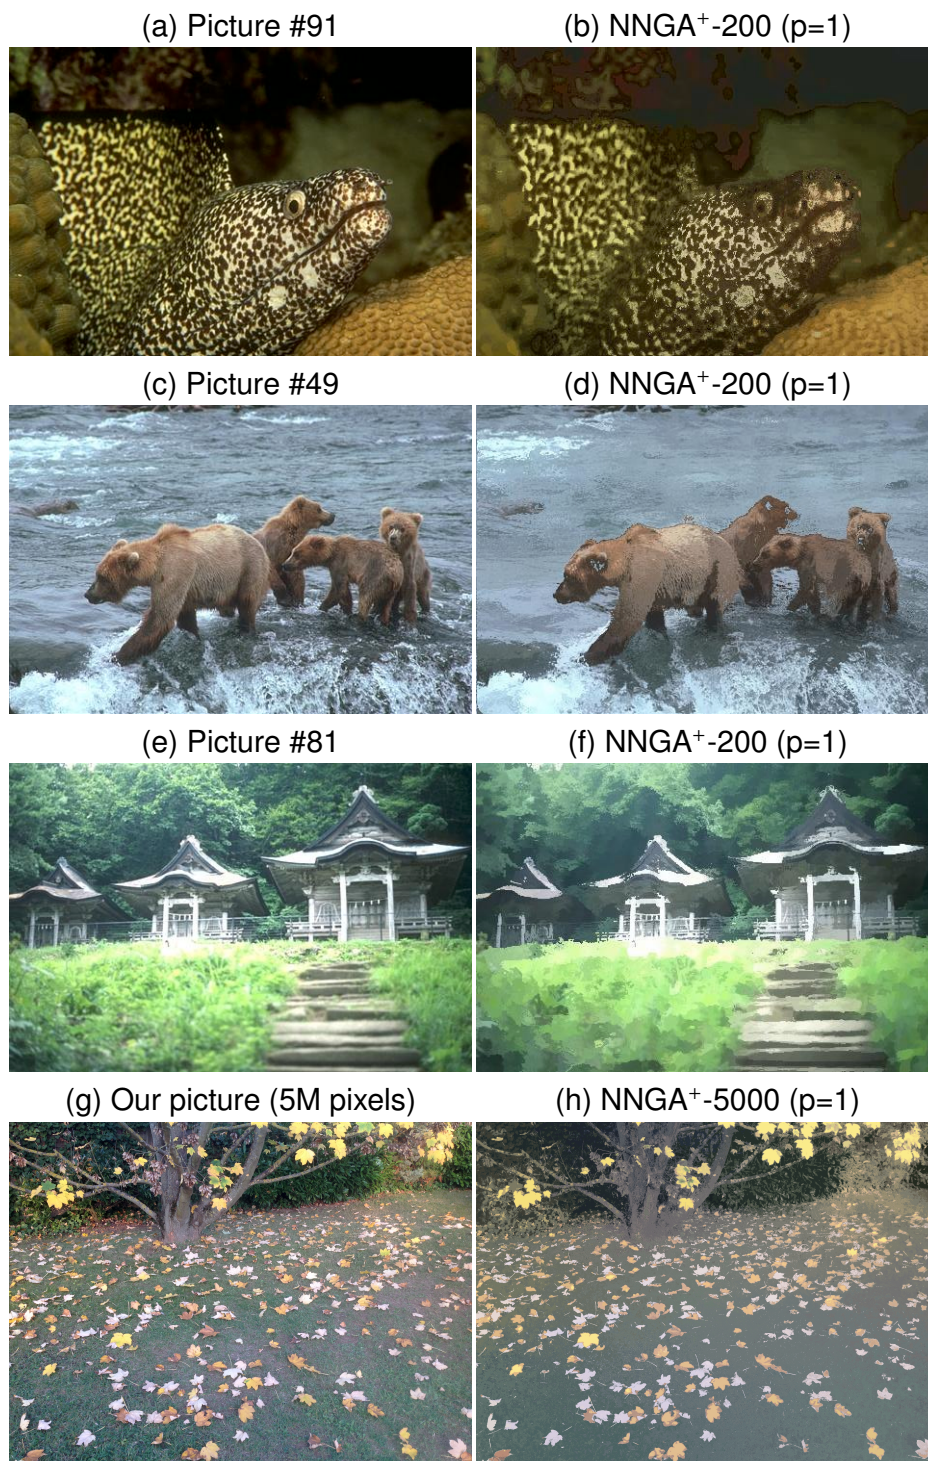 (a) Picture #91
(b) NNGA⁺-200 (p=1)
(c) Picture #49
(d) NNGA⁺-200 (p=1)
(e) Picture #81
(f) NNGA⁺-200 (p=1)
(g) Our picture (5M pixels)
(h) NNGA⁺-5000 (p=1)